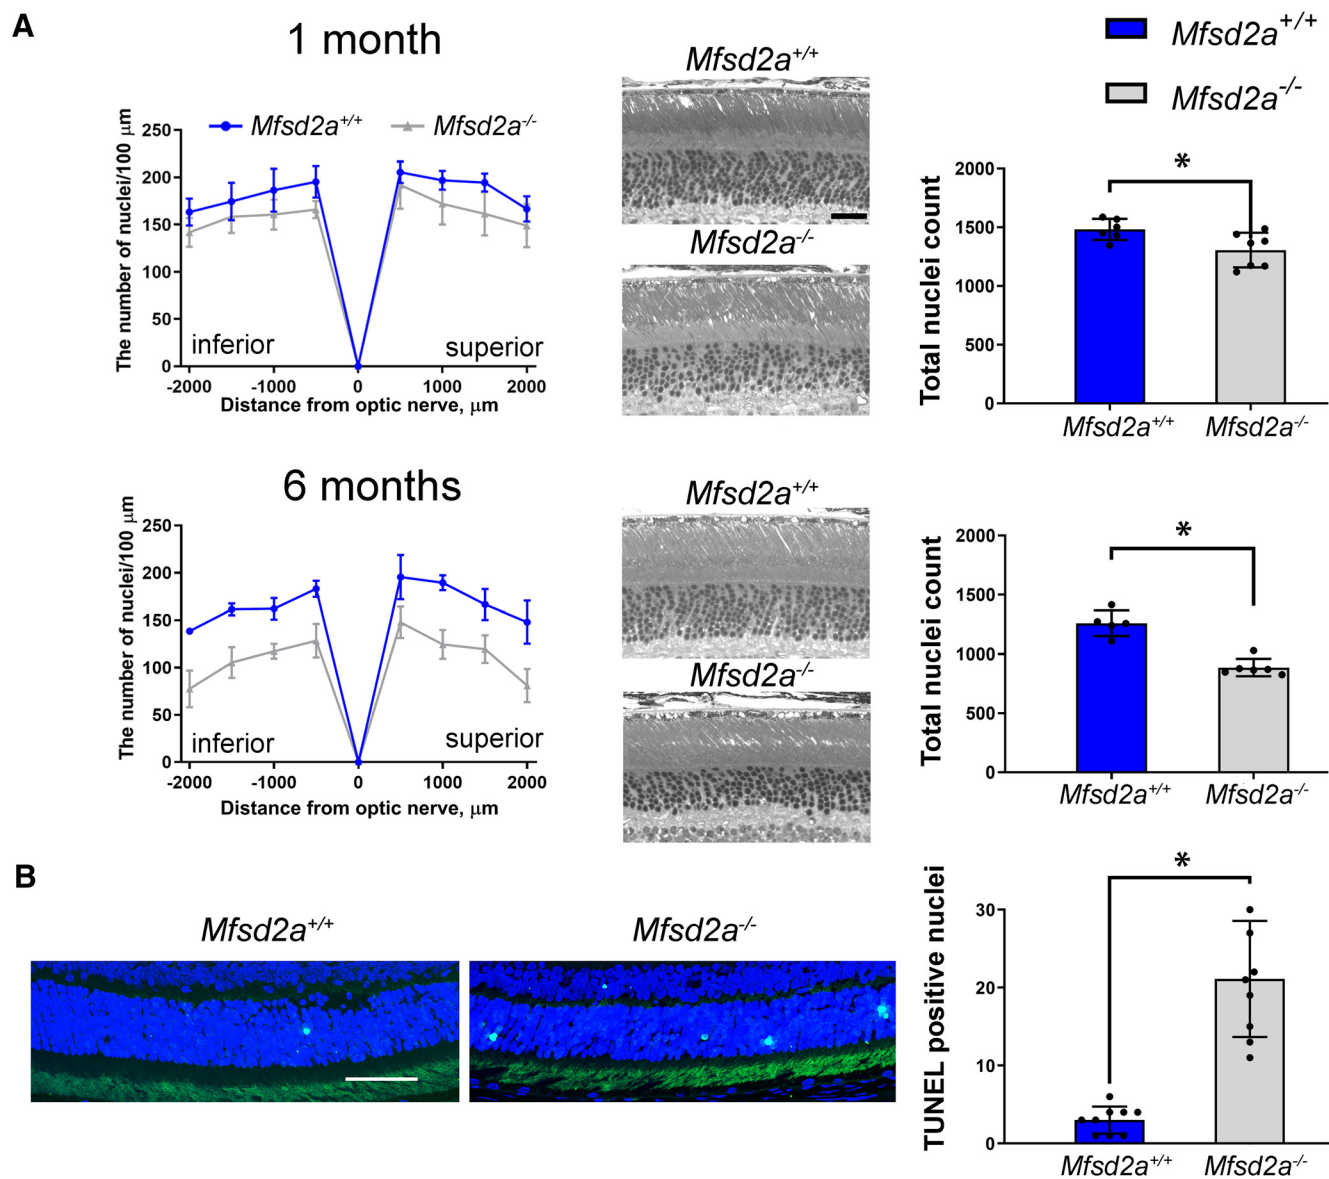 A
1 month
Mfsd2a+/+
Mfsd2a-/-
The number of nuclei/100 μm
250
200
150
100
50
0
Mfsd2a+/+
Mfsd2a-/-
inferior
superior
-2000
-1000
0
1000
2000
Distance from optic nerve, μm
Mfsd2a+/+
Mfsd2a-/-
Total nuclei count
2000
1500
1000
500
0
*
Mfsd2a+/+
Mfsd2a-/-
6 months
The number of nuclei/100 μm
250
200
150
100
50
0
inferior
superior
-2000
-1000
0
1000
2000
Distance from optic nerve, μm
Mfsd2a+/+
Mfsd2a-/-
Total nuclei count
2000
1500
1000
500
0
*
Mfsd2a+/+
Mfsd2a-/-
B
Mfsd2a+/+
Mfsd2a-/-
TUNEL positive nuclei
30
20
10
0
*
Mfsd2a+/+
Mfsd2a-/-